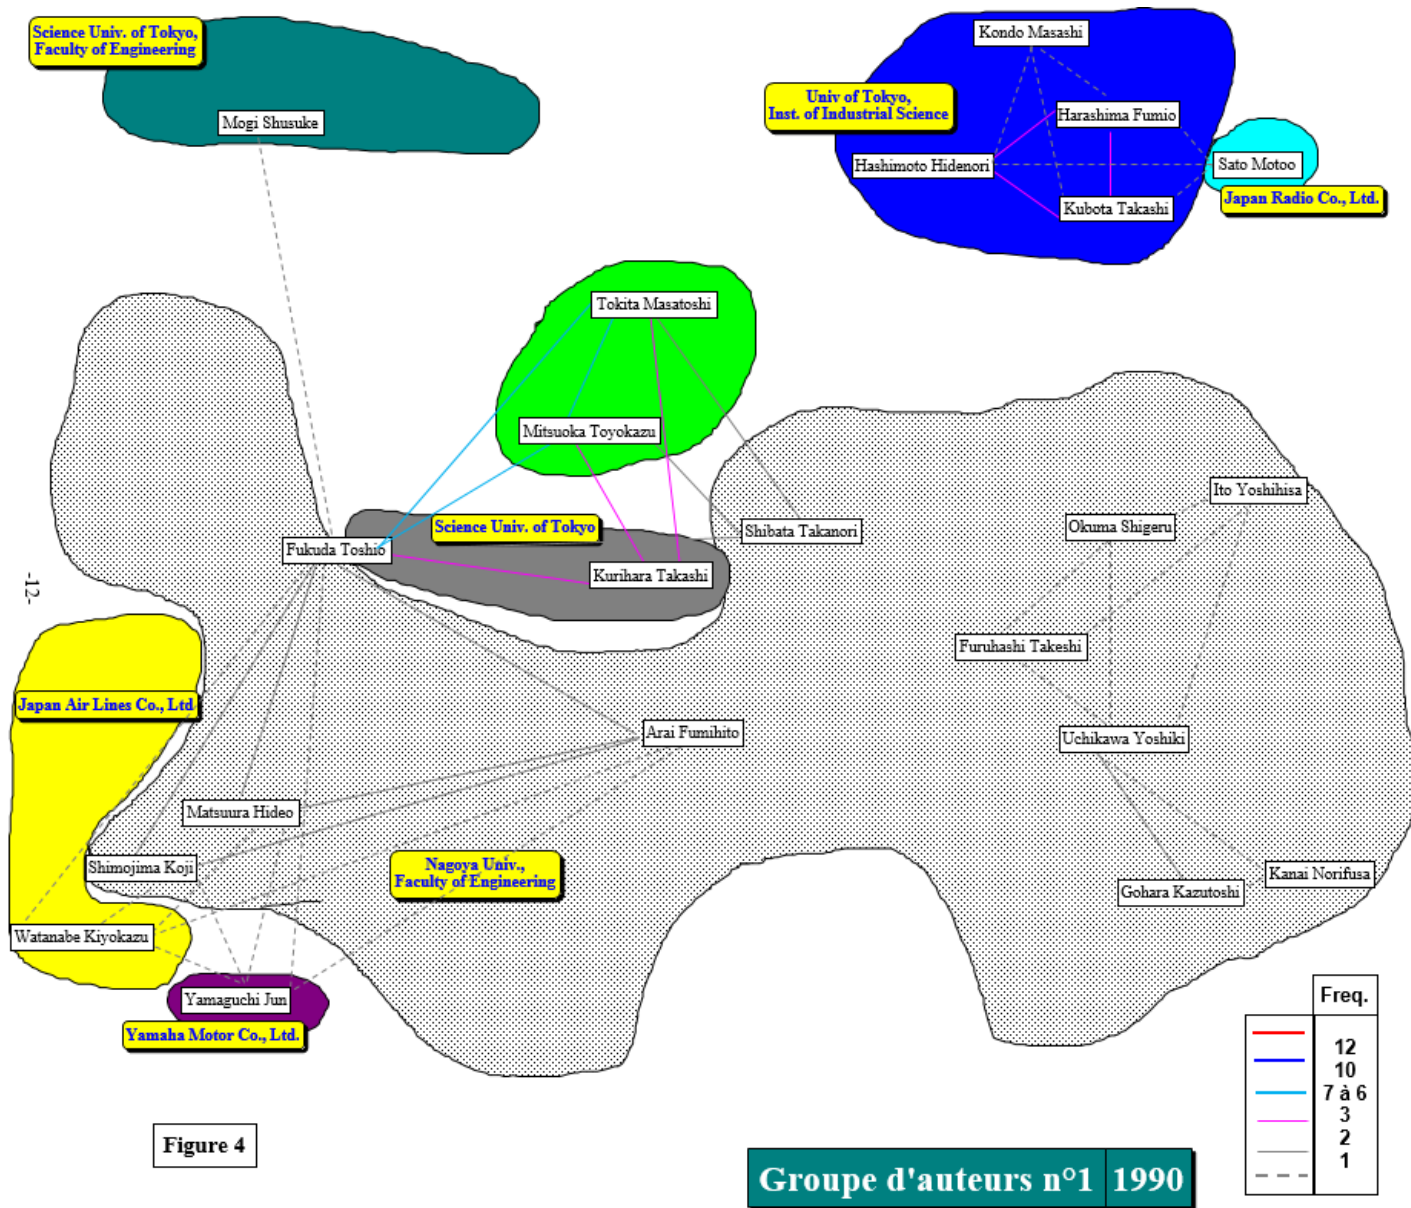 Science Univ. of Tokyo,
Faculty of Engineering
Mogi Shusuke
Kondo Masashi
Univ of Tokyo,
Inst. of Industrial Science
Harashima Fumio
Hashimoto Hidenori
Sato Motoo
Kubota Takashi
Japan Radio Co., Ltd.
Tokita Masatoshi
Mitsuoka Toyokazu
Ito Yoshihisa
Science Univ. of Tokyo
Shibata Takanori
Okuma Shigeru
Fukuda Toshio
Kurihara Takashi
-12-
Furuhashi Takeshi
Japan Air Lines Co., Ltd
Arai Fumihito
Uchikawa Yoshiki
Matsuura Hideo
Shimojima Koji
Nagoya Univ.,
Faculty of Engineering
Kanai Norifusa
Gohara Kazutoshi
Watanabe Kiyokazu
Yamaguchi Jun
Yamaha Motor Co., Ltd.
Freq.
12
10
7 à 6
3
2
1
Figure 4
Groupe d'auteurs n°1 1990